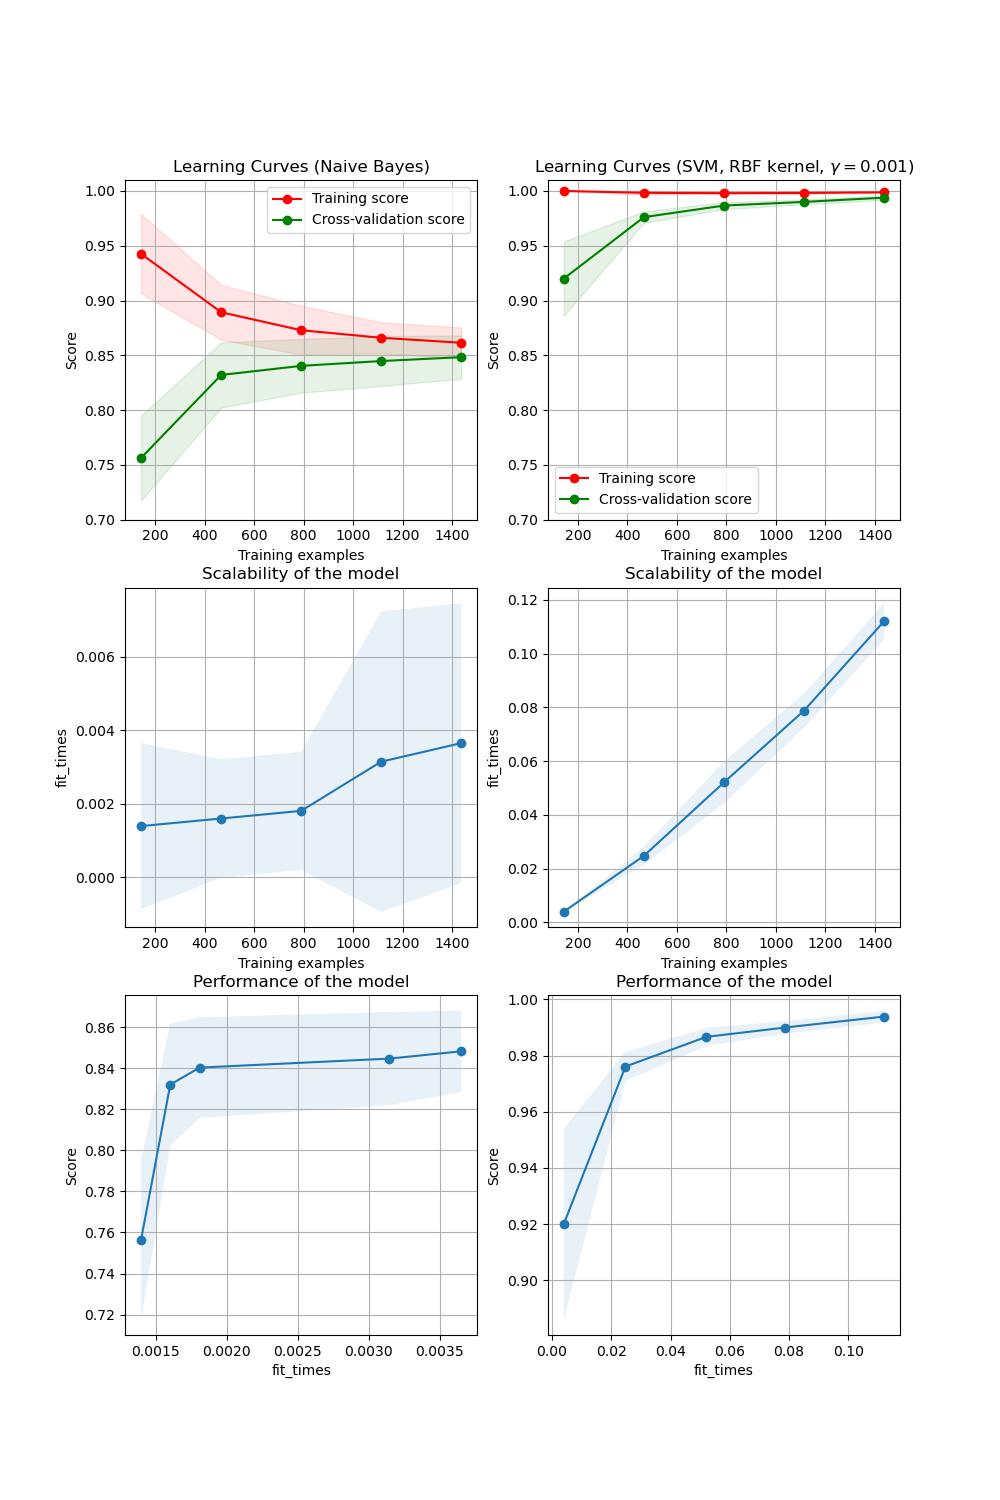 Learning Curves (Naive Bayes)
1.00
0.95
0.90
0.85
0.80
0.75
0.70
Score
Training score
Cross-validation score
200 400 600 800 1000 1200 1400
Training examples
Learning Curves (SVM, RBF kernel, γ = 0.001)
1.00
0.95
0.90
0.85
0.80
0.75
0.70
Score
Training score
Cross-validation score
200 400 600 800 1000 1200 1400
Training examples
Scalability of the model
0.006
0.004
0.002
0.000
fit_times
200 400 600 800 1000 1200 1400
Training examples
Scalability of the model
0.12
0.10
0.08
0.06
0.04
0.02
0.00
fit_times
200 400 600 800 1000 1200 1400
Training examples
Performance of the model
0.86
0.84
0.82
0.80
0.78
0.76
0.74
0.72
Score
0.0015 0.0020 0.0025 0.0030 0.0035
fit_times
Performance of the model
1.00
0.98
0.96
0.94
0.92
0.90
Score
0.00 0.02 0.04 0.06 0.08 0.10
fit_times